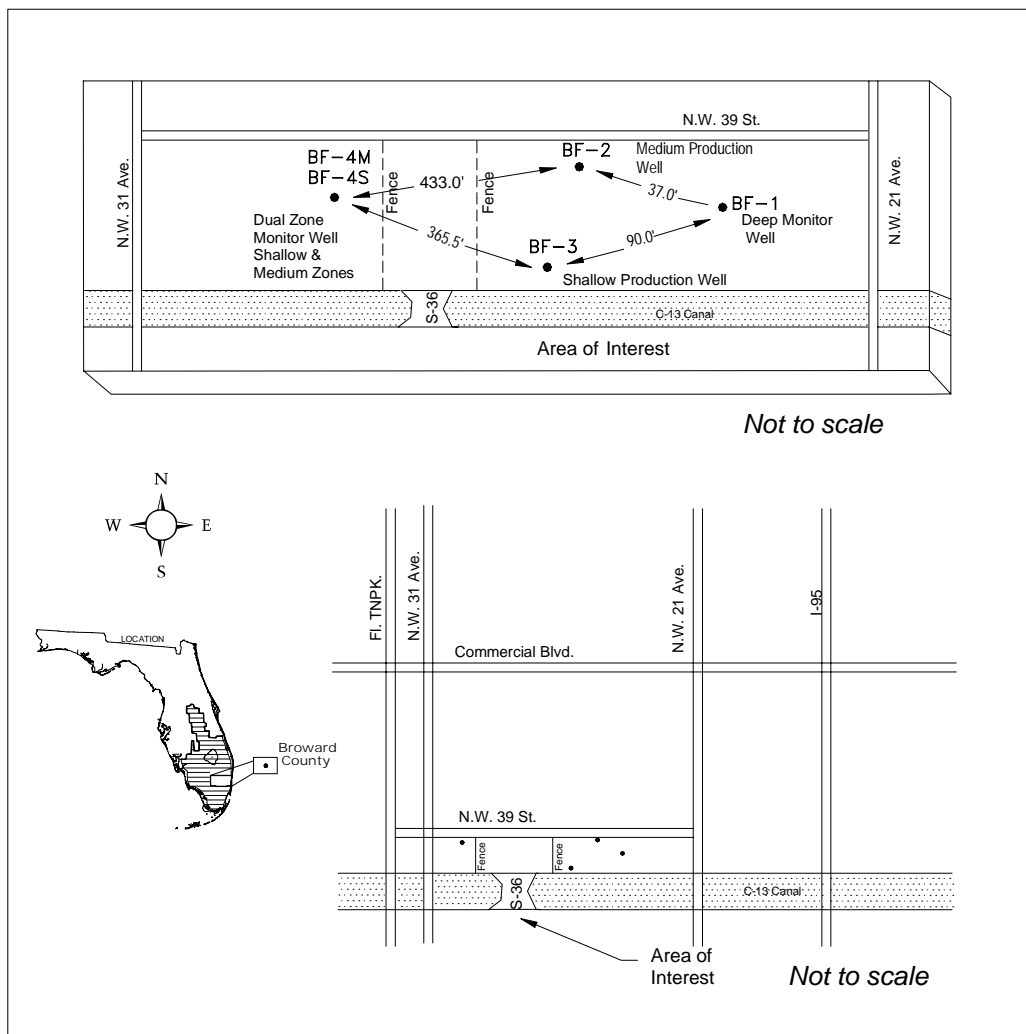 N.W. 39 St.
N.W. 31 Ave.
N.W. 21 Ave.
BF-4M
BF-4S
Fence
433.0'
Fence
BF-2
Medium Production
Well
37.0'
BF-1
Deep Monitor
Well
Dual Zone
Monitor Well
Shallow &
Medium Zones
365.5'
BF-3
90.0'
Shallow Production Well
S-36
C-13 Canal
Area of Interest
Not to scale
N
W
E
S
LOCATION
Broward
County
Fl. TNPK.
N.W. 31 Ave.
N.W. 21 Ave.
I-95
Commercial Blvd.
N.W. 39 St.
Fence
Fence
S-36
C-13 Canal
Area of
Interest
Not to scale